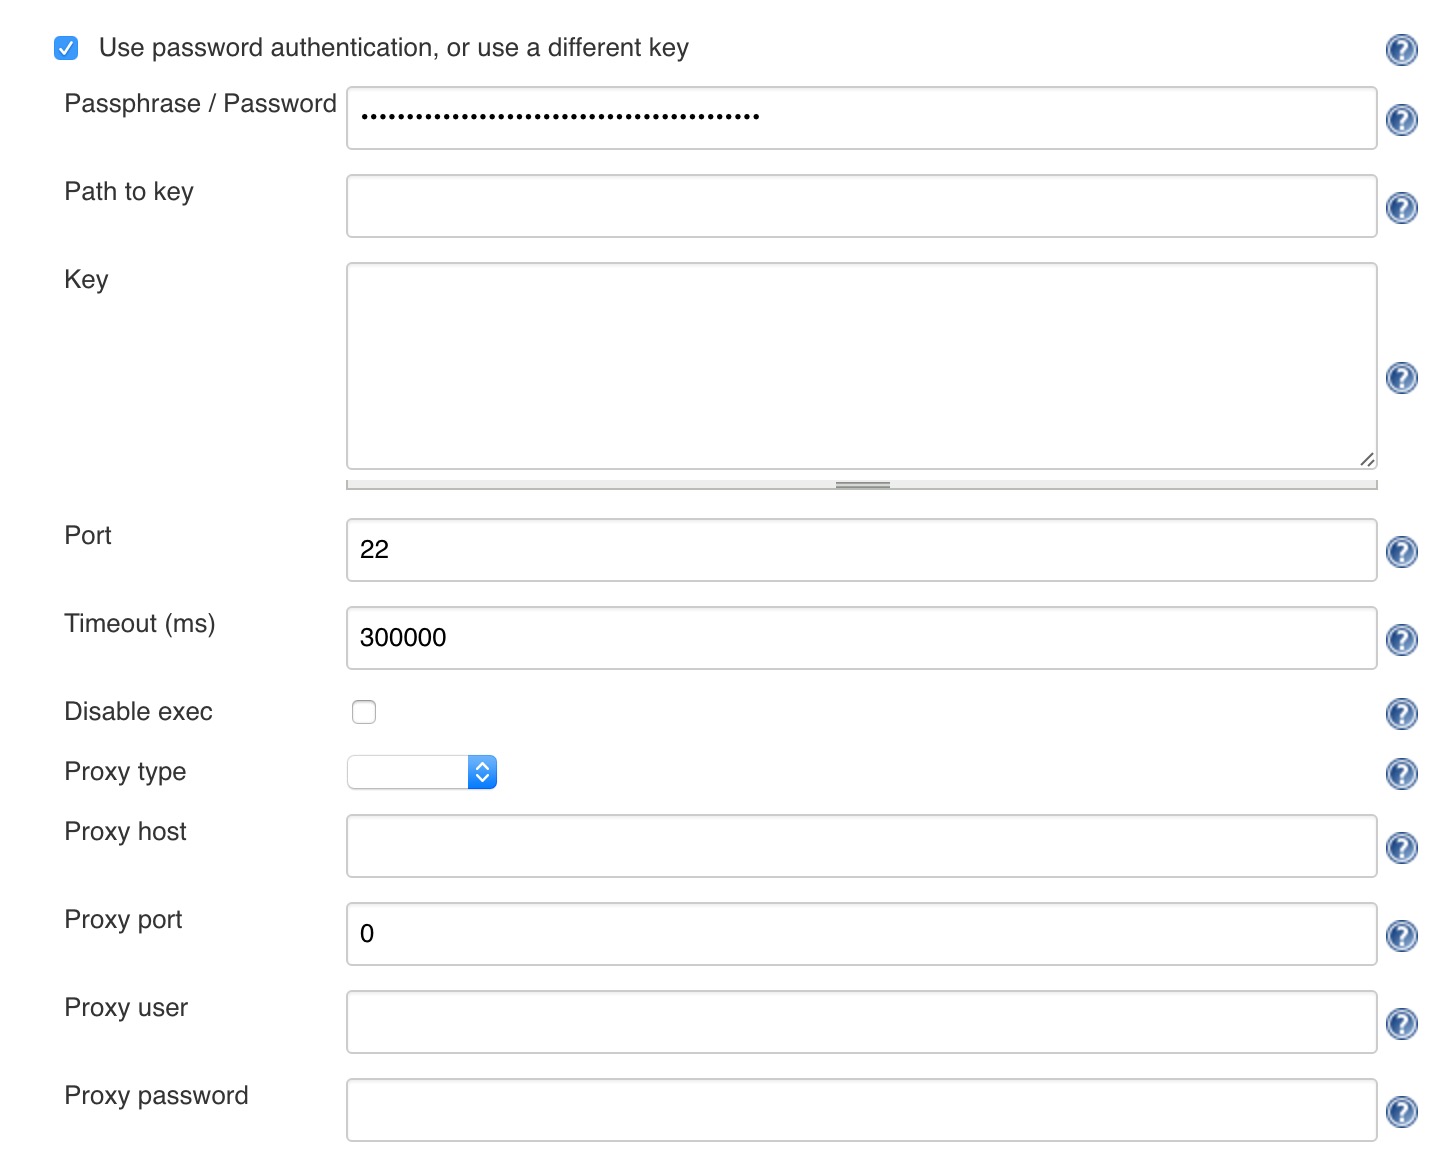 Use password authentication, or use a different key
Passphrase / Password ••••••••••••••••••••••••••••••••••••••••••••
Path to key
Key
Port 22
Timeout (ms) 300000
Disable exec
Proxy type
Proxy host
Proxy port 0
Proxy user
Proxy password